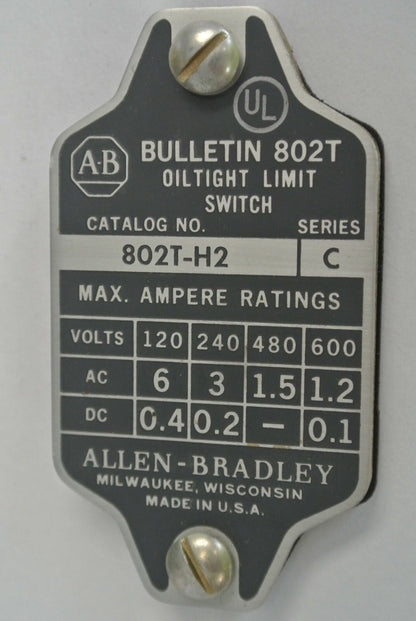 UL
A-B
BULLETIN 802T
OILTIGHT LIMIT
SWITCH
CATALOG NO. SERIES
802T-H2 C
MAX. AMPERE RATINGS
VOLTS 120 240 480 600
AC 6 3 1.5 1.2
DC 0.4 0.2 – 0.1
ALLEN-BRADLEY
MILWAUKEE, WISCONSIN
MADE IN U.S.A.